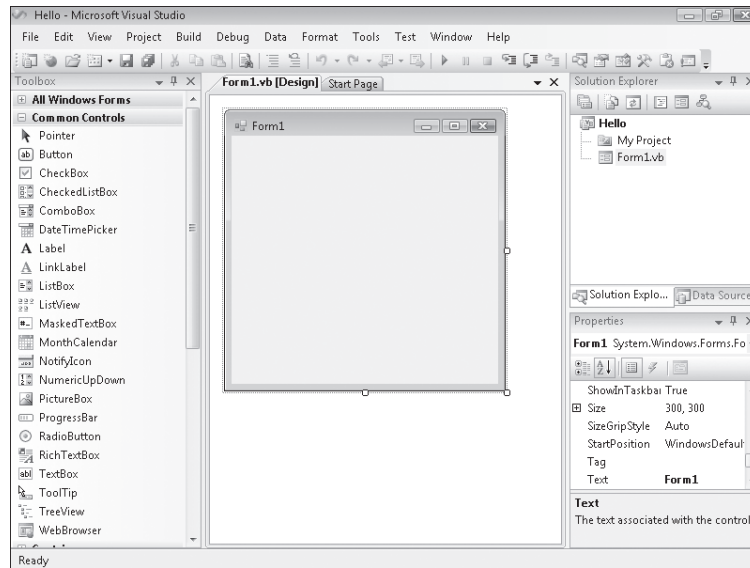 Hello - Microsoft Visual Studio
File Edit View Project Build Debug Data Format Tools Test Window Help
Toolbox
All Windows Forms
Common Controls
Pointer
Button
CheckBox
CheckedListBox
ComboBox
DateTimePicker
A Label
A LinkLabel
ListBox
ListView
MaskedTextBox
MonthCalendar
NotifyIcon
NumericUpDown
PictureBox
ProgressBar
RadioButton
RichTextBox
TextBox
ToolTip
TreeView
WebBrowser
Form1.vb [Design] Start Page
Form1
Solution Explorer
Hello
My Project
Form1.vb
Solution Explo... Data Source
Properties
Form1 System.Windows.Forms.Fo
ShowInTaskbar True
Size 300, 300
SizeGripStyle Auto
StartPosition WindowsDefault
Tag
Text Form1
Text
The text associated with the control
Ready